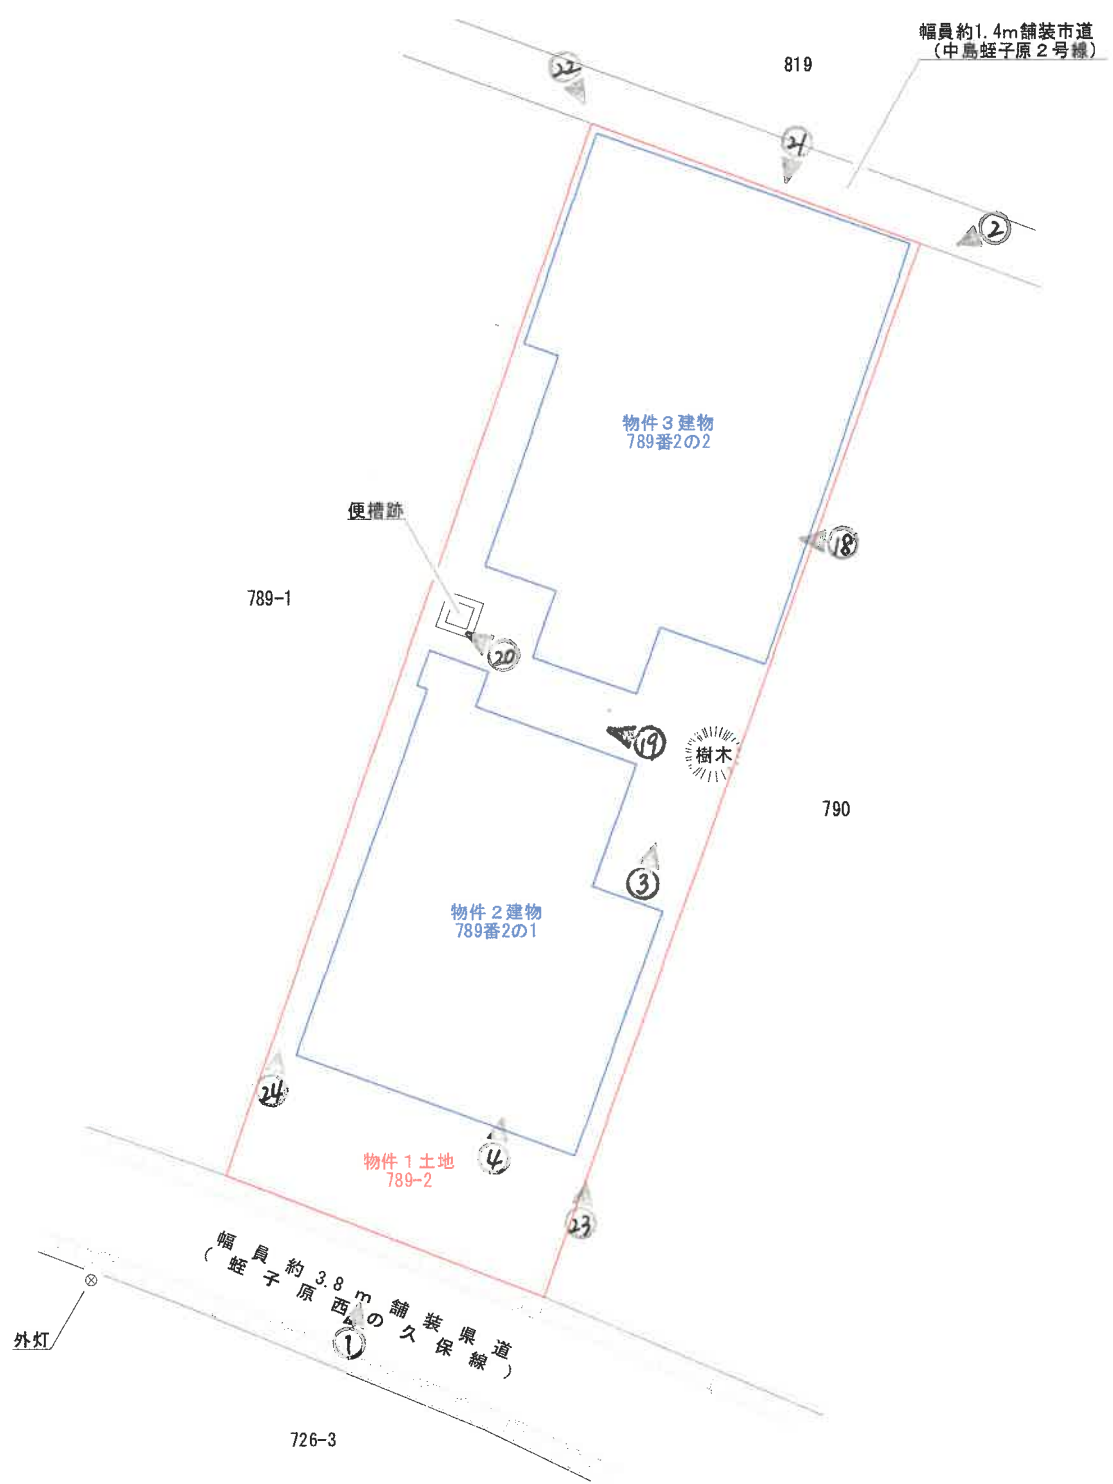 幅員約1.4m舗装市道
(中島蛭子原2号線)
819
22
21
2
物件3建物
789番2の2
便槽跡
18
789-1
20
19
樹木
790
3
物件2建物
789番2の1
24
4
物件1土地
789-2
23
幅員約3.8m舗装県道
(蛭子原西の久保線)
外灯
1
726-3